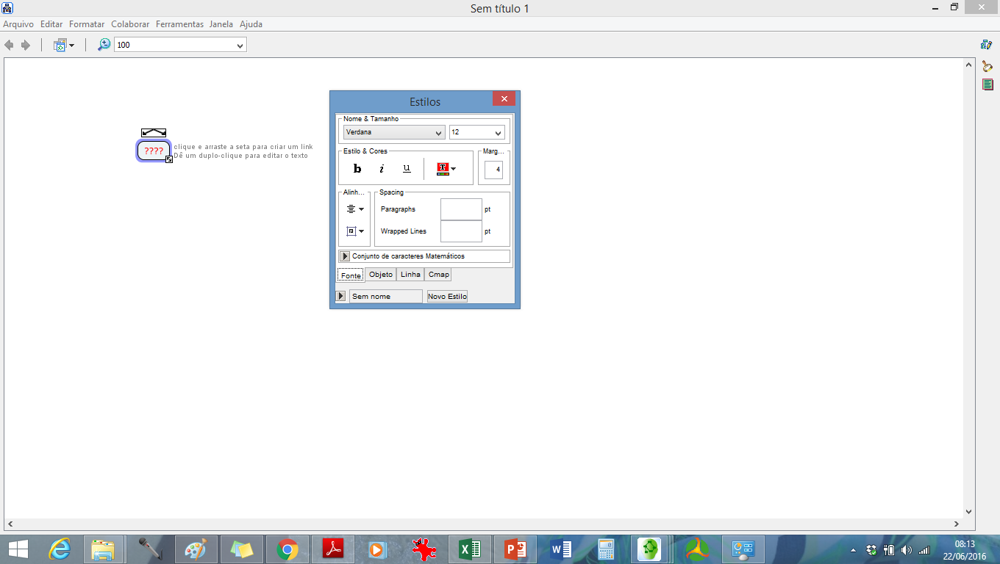 Sem título 1
Arquivo Editar Formatar Colaborar Ferramentas Janela Ajuda
100
????
clique e arraste a seta para criar um link
Dê um duplo-clique para editar o texto
Estilos
Nome & Tamanho
Verdana 12
Estilo & Cores Marg...
b i u T 4
Alinh... Spacing
Paragraphs pt
Wrapped Lines pt
Conjunto de caracteres Matemáticos
Fonte Objeto Linha Cmap
Sem nome Novo Estilo
08:13
22/06/2016